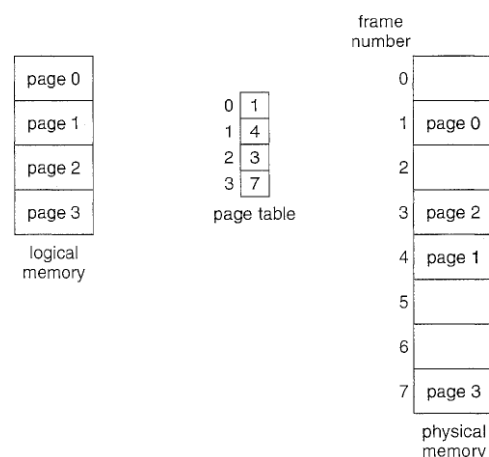 frame
number
page 0
page 1
page 2
page 3
logical
memory
0 1
1 4
2 3
3 7
page table
0
1 page 0
2
3 page 2
4 page 1
5
6
7 page 3
physical
memory